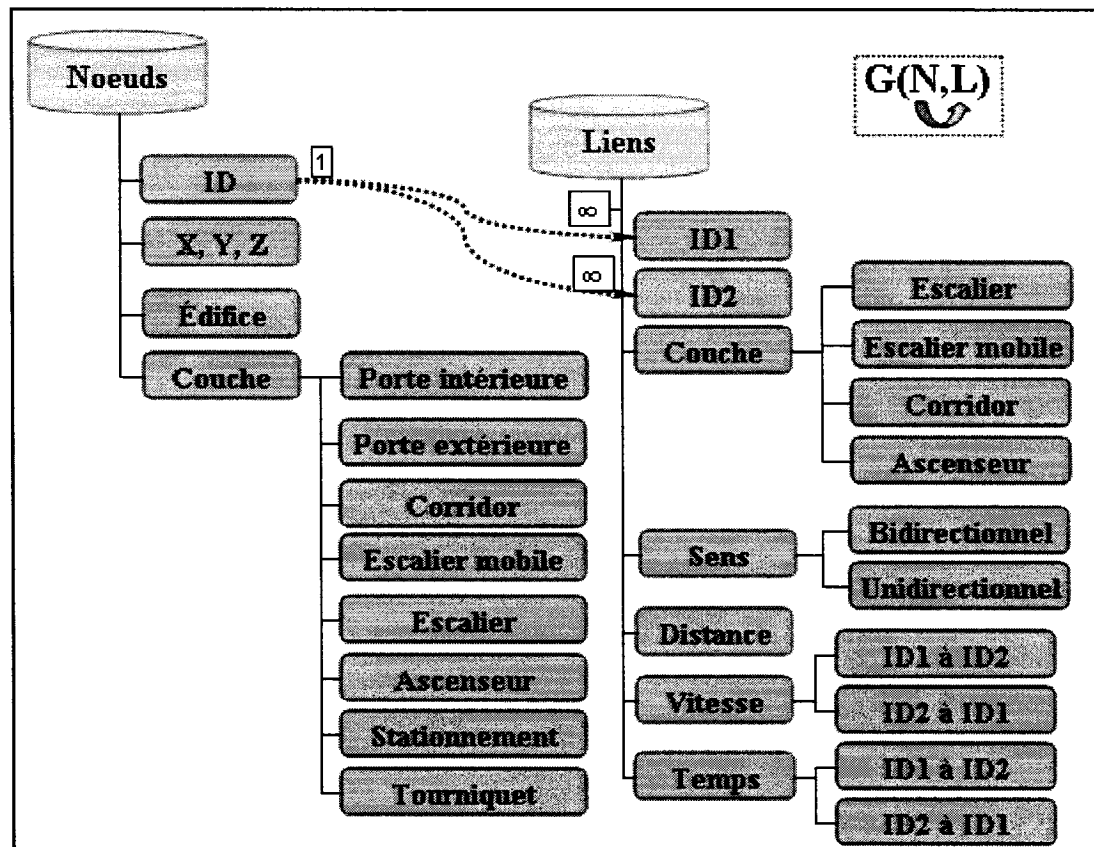 Noeuds
ID
X, Y, Z
Édifice
Couche
Porte intérieure
Porte extérieure
Corridor
Escalier mobile
Escalier
Ascenseur
Stationnement
Tourniquet
1
G(N,L)
Liens
∞
ID1
∞
ID2
Couche
Escalier
Escalier mobile
Corridor
Ascenseur
Sens
Bidirectionnel
Unidirectionnel
Distance
Vitesse
ID1 à ID2
ID2 à ID1
Temps
ID1 à ID2
ID2 à ID1